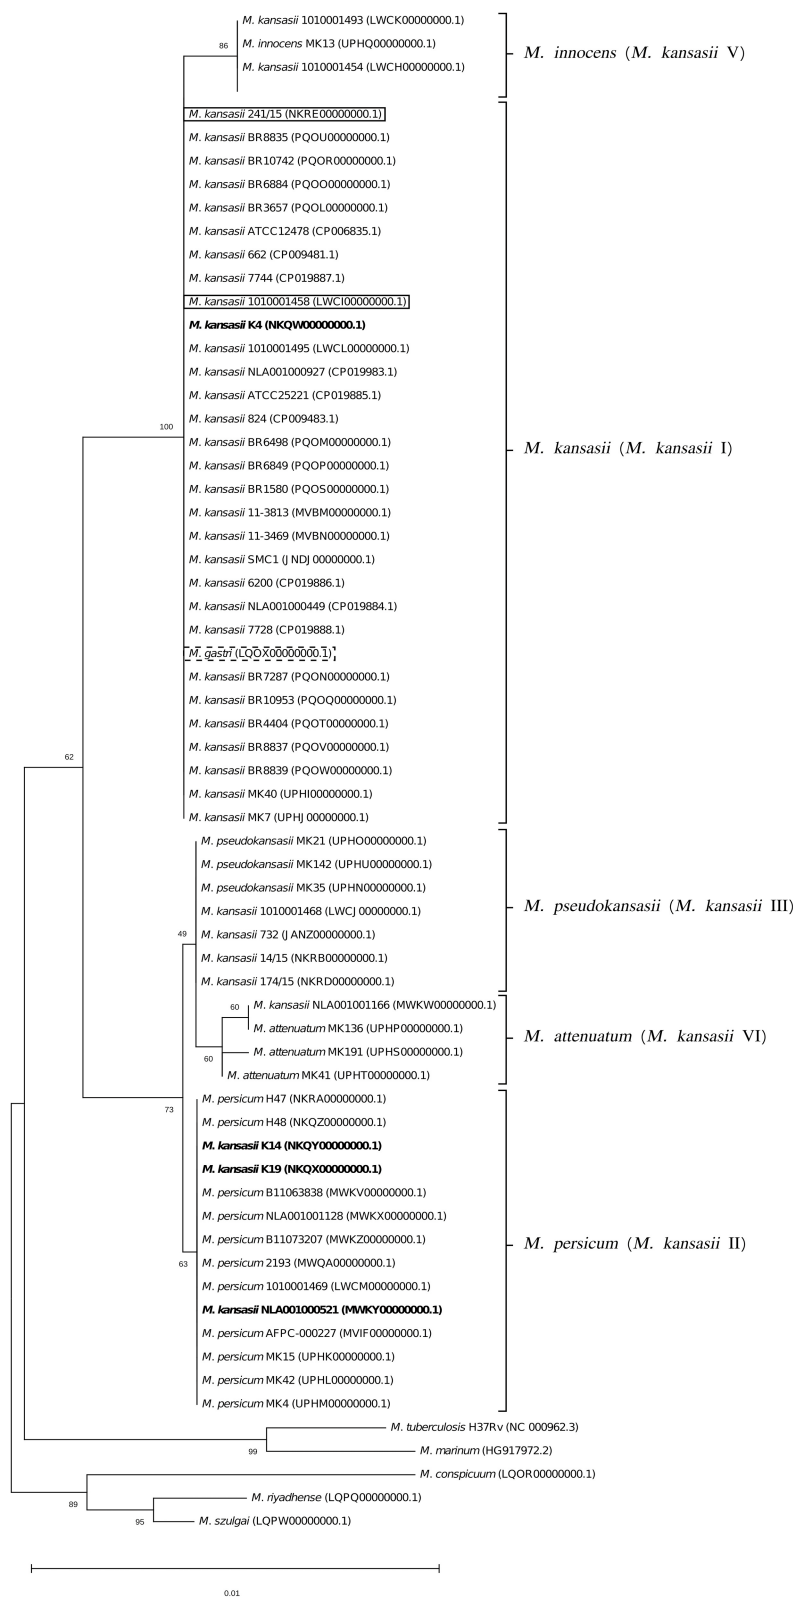 M. kansasii 1010001493 (LWCK00000000.1)
86
M. innocens MK13 (UPHQ00000000.1)
M. innocens (M. kansasii V)
M. kansasii 1010001454 (LWCH00000000.1)
M. kansasii 241/15 (NKRE00000000.1)
M. kansasii BR8835 (PQOU00000000.1)
M. kansasii BR10742 (PQOR00000000.1)
M. kansasii BR6884 (PQOO00000000.1)
M. kansasii BR3657 (PQOL00000000.1)
M. kansasii ATCC12478 (CP006835.1)
M. kansasii 662 (CP009481.1)
M. kansasii 7744 (CP019887.1)
M. kansasii 1010001458 (LWCI00000000.1)
M. kansasii K4 (NKQW00000000.1)
M. kansasii 1010001495 (LWCL00000000.1)
M. kansasii NLA001000927 (CP019983.1)
M. kansasii ATCC25221 (CP019885.1)
M. kansasii 824 (CP009483.1)
100
M. kansasii BR6498 (PQOM00000000.1)
M. kansasii (M. kansasii I)
M. kansasii BR6849 (PQOP00000000.1)
M. kansasii BR1580 (PQOS00000000.1)
M. kansasii 11-3813 (MVBM00000000.1)
M. kansasii 11-3469 (MVBN00000000.1)
M. kansasii SMC1 (JNDJ00000000.1)
M. kansasii 6200 (CP019886.1)
M. kansasii NLA001000449 (CP019884.1)
M. kansasii 7728 (CP019888.1)
M. gastri (LQOX00000000.1)
M. kansasii BR7287 (PQON00000000.1)
M. kansasii BR10953 (PQOQ00000000.1)
M. kansasii BR4404 (PQOT00000000.1)
M. kansasii BR8837 (PQOV00000000.1)
62
M. kansasii BR8839 (PQOW00000000.1)
M. kansasii MK40 (UPHI00000000.1)
M. kansasii MK7 (UPHJ00000000.1)
M. pseudokansasii MK21 (UPHO00000000.1)
M. pseudokansasii MK142 (UPHU00000000.1)
M. pseudokansasii MK35 (UPHN00000000.1)
M. kansasii 1010001468 (LWCJ00000000.1)
M. pseudokansasii (M. kansasii III)
49
M. kansasii 732 (JANZ00000000.1)
M. kansasii 14/15 (NKRB00000000.1)
M. kansasii 174/15 (NKRD00000000.1)
60
M. kansasii NLA001001166 (MWKW00000000.1)
M. attenuatum MK136 (UPHP00000000.1)
M. attenuatum (M. kansasii VI)
60
M. attenuatum MK191 (UPHS00000000.1)
M. attenuatum MK41 (UPHT00000000.1)
73
M. persicum H47 (NKRA00000000.1)
M. persicum H48 (NKQZ00000000.1)
M. kansasii K14 (NKQY00000000.1)
M. kansasii K19 (NKQX00000000.1)
M. persicum B11063838 (MWKV00000000.1)
M. persicum NLA001001128 (MWKX00000000.1)
M. persicum B11073207 (MWKZ00000000.1)
M. persicum (M. kansasii II)
63
M. persicum 2193 (MWQA00000000.1)
M. persicum 1010001469 (LWCM00000000.1)
M. kansasii NLA001000521 (MWKY00000000.1)
M. persicum AFPC-000227 (MVIF00000000.1)
M. persicum MK15 (UPHK00000000.1)
M. persicum MK42 (UPHL00000000.1)
M. persicum MK4 (UPHM00000000.1)
M. tuberculosis H37Rv (NC 000962.3)
99
M. marinum (HG917972.2)
M. conspicuum (LQOR00000000.1)
89
M. riyadhense (LQPQ00000000.1)
95
M. szulgai (LQPW00000000.1)
0.01